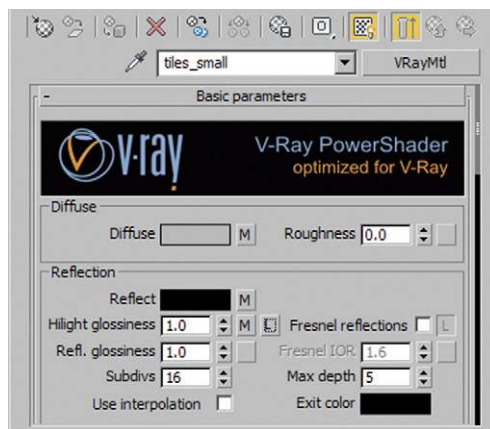 tiles_small VRayMtl
- Basic parameters
v·ray V-Ray PowerShader
optimized for V-Ray
Diffuse
Diffuse M Roughness 0.0
Reflection
Reflect M
Hilight glossiness 1.0 M L Fresnel reflections L
Refl. glossiness 1.0 Fresnel IOR 1.6
Subdivs 16 Max depth 5
Use interpolation Exit color